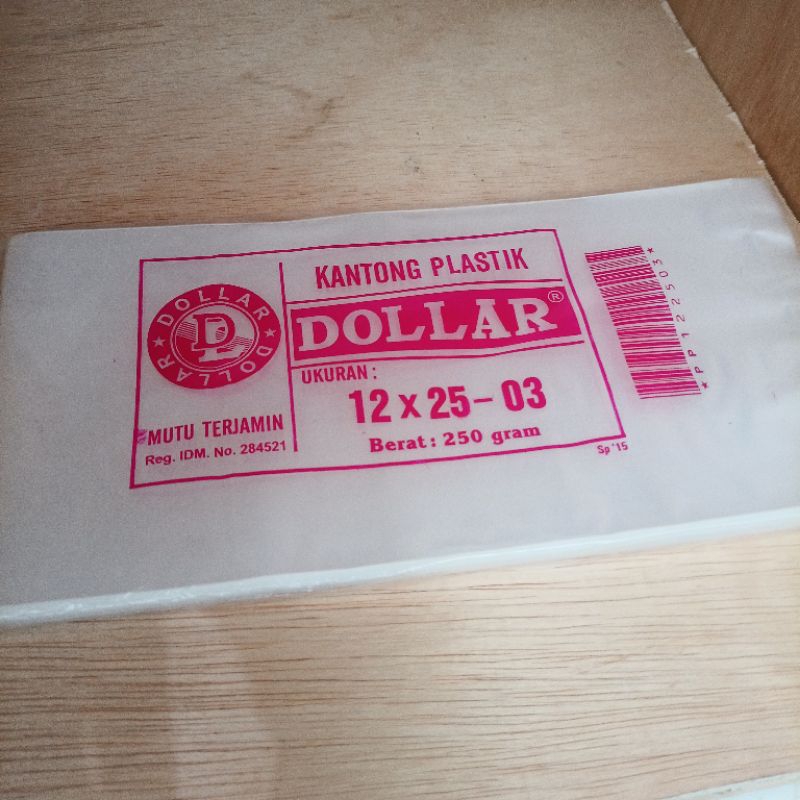 DOLLAR ★ DOLLAR ★ DOLLAR
D
MUTU TERJAMIN
Reg. IDM. No. 284521
KANTONG PLASTIK
DOLLAR®
UKURAN :
12 x 25 - 03
Berat : 250 gram
Sp '15
*PP122503*